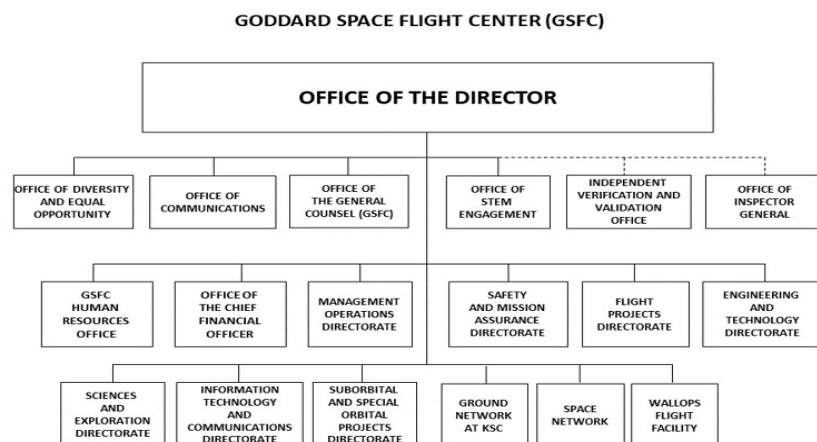 GODDARD SPACE FLIGHT CENTER (GSFC)
OFFICE OF THE DIRECTOR
OFFICE OF DIVERSITY
AND EQUAL
OPPORTUNITY
OFFICE OF
COMMUNICATIONS
OFFICE OF
THE GENERAL
COUNSEL (GSFC)
OFFICE OF
STEM
ENGAGEMENT
INDEPENDENT
VERIFICATION AND
VALIDATION
OFFICE
OFFICE OF
INSPECTOR
GENERAL
GSFC
HUMAN
RESOURCES
OFFICE
OFFICE OF
THE CHIEF
FINANCIAL
OFFICER
MANAGEMENT
OPERATIONS
DIRECTORATE
SAFETY
AND MISSION
ASSURANCE
DIRECTORATE
FLIGHT
PROJECTS
DIRECTORATE
ENGINEERING
AND
TECHNOLOGY
DIRECTORATE
SCIENCES
AND
EXPLORATION
DIRECTORATE
INFORMATION
TECHNOLOGY
AND
COMMUNICATIONS
DIRECTORATE
SUBORBITAL
AND SPECIAL
ORBITAL
PROJECTS
DIRECTORATE
GROUND
NETWORK
AT KSC
SPACE
NETWORK
WALLOPS
FLIGHT
FACILITY